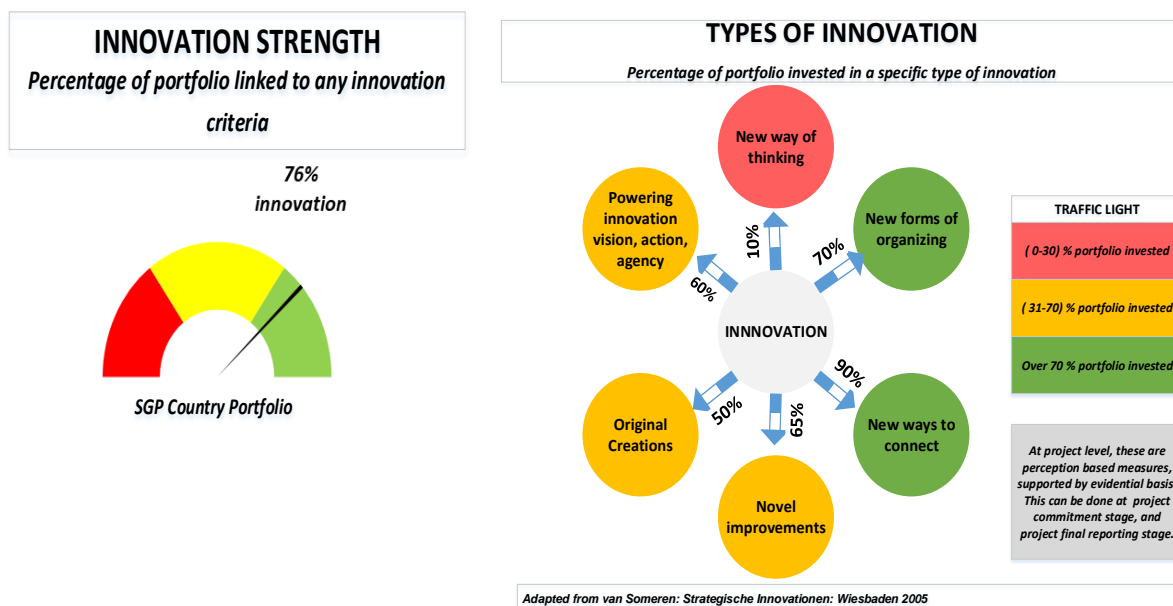 INNOVATION STRENGTH
Percentage of portfolio linked to any innovation
criteria
76%
innovation
SGP Country Portfolio
TYPES OF INNOVATION
Percentage of portfolio invested in a specific type of innovation
New way of
thinking
Powering
innovation
vision, action,
agency
New forms of
organizing
10%
70%
60%
INNNOVATION
90%
50%
65%
Original
Creations
New ways to
connect
Novel
improvements
TRAFFIC LIGHT
( 0-30) % portfolio invested
( 31-70) % portfolio invested
Over 70 % portfolio invested
At project level, these are
perception based measures,
supported by evidential basis
This can be done at project
commitment stage, and
project final reporting stage.
Adapted from van Someren: Strategische Innovationen: Wiesbaden 2005